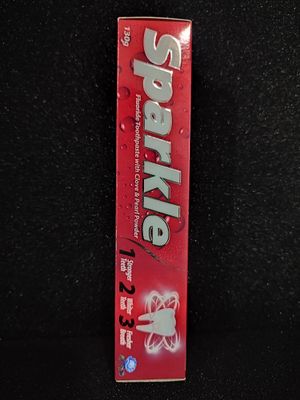 130g
Sparkle
Fluoride Toothpaste with Clove & Pearl Powder
1 Stronger
Teeth
2 Whiter
Teeth
3 Fresher
Breath